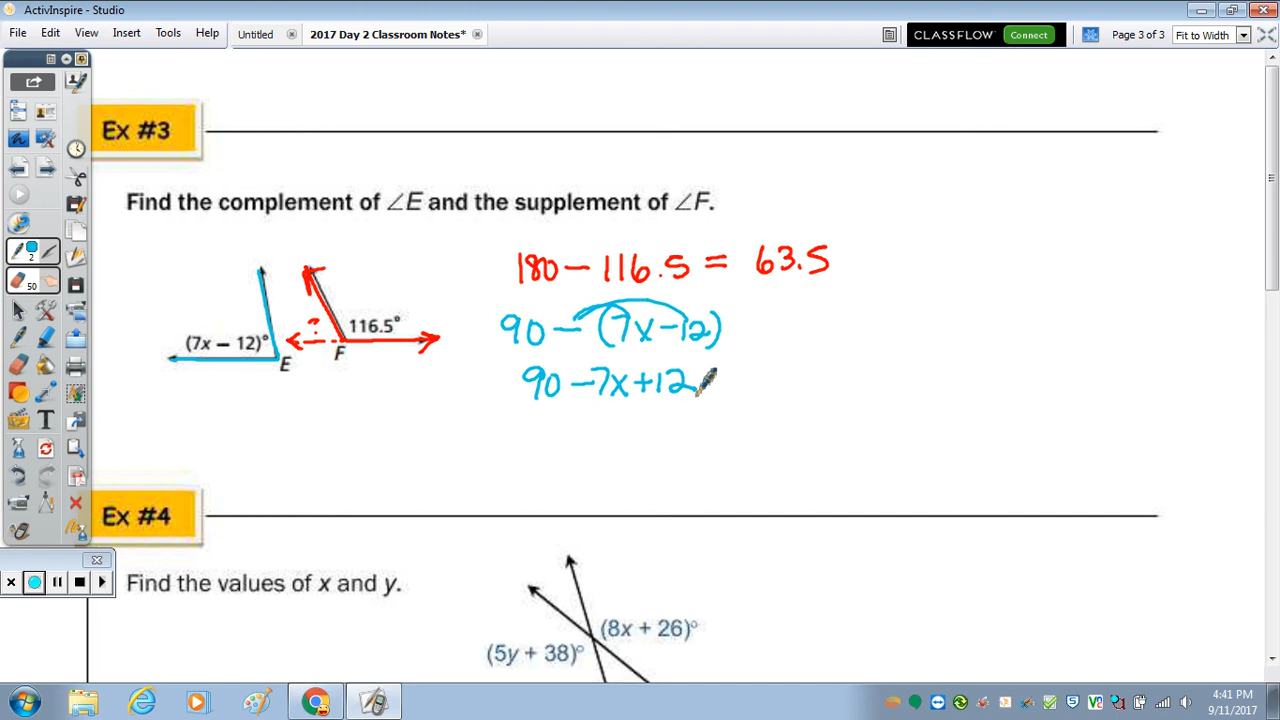 ActivInspire - Studio
File Edit View Insert Tools Help Untitled 2017 Day 2 Classroom Notes* CLASSFLOW Connect Page 3 of 3 Fit to Width
Ex #3
Find the complement of ∠E and the supplement of ∠F.
180 - 116.5 = 63.5
?
116.5°
(7x - 12)°
E
F
90 - (7x - 12)
90 - 7x + 12
2
50
T
Ex #4
Find the values of x and y.
(8x + 26)°
(5y + 38)°
4:41 PM
9/11/2017